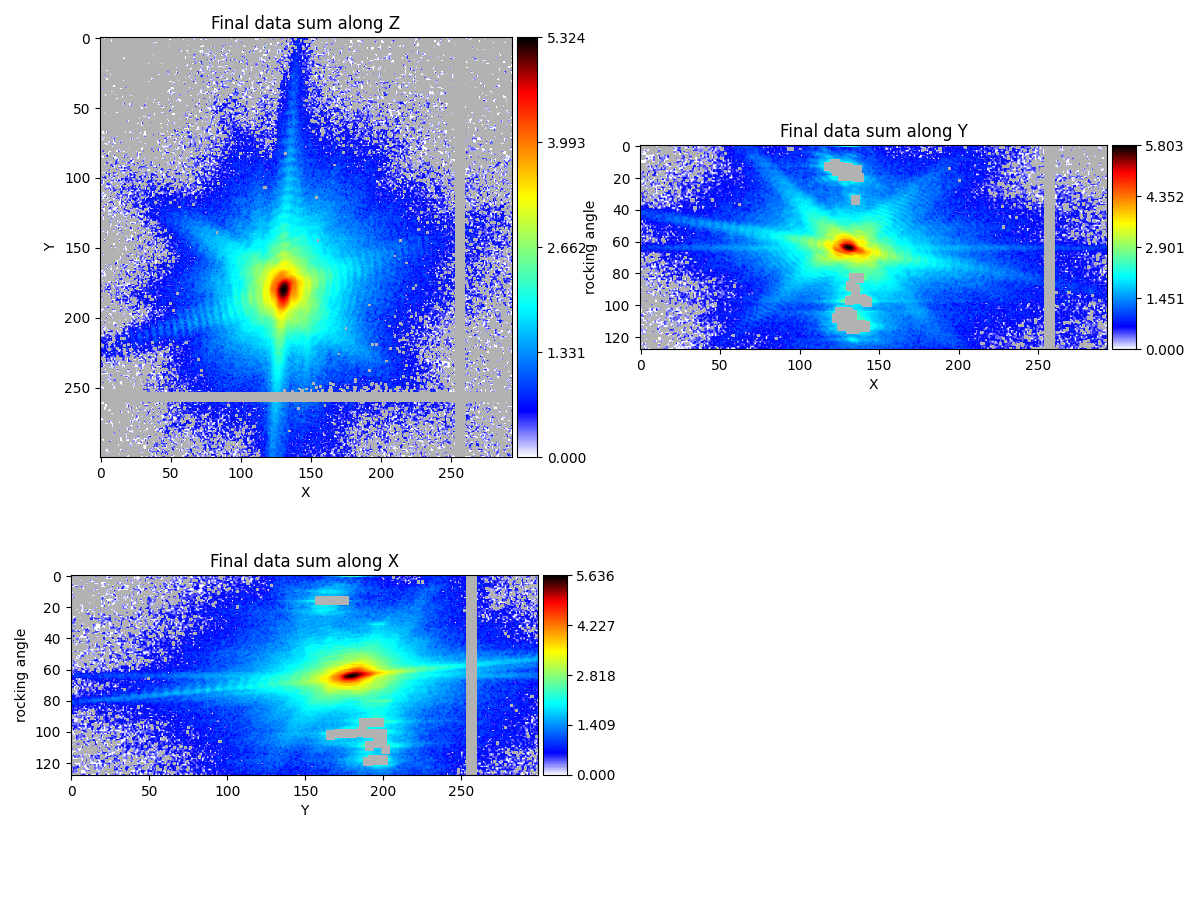 Final data sum along Z
0
50
100
150
200
250
Y
0 50 100 150 200 250
X
5.324
3.993
2.662
1.331
0.000
Final data sum along Y
0
20
40
60
80
100
120
rocking angle
0 50 100 150 200 250
X
5.803
4.352
2.901
1.451
0.000
Final data sum along X
0
20
40
60
80
100
120
rocking angle
0 50 100 150 200 250
Y
5.636
4.227
2.818
1.409
0.000